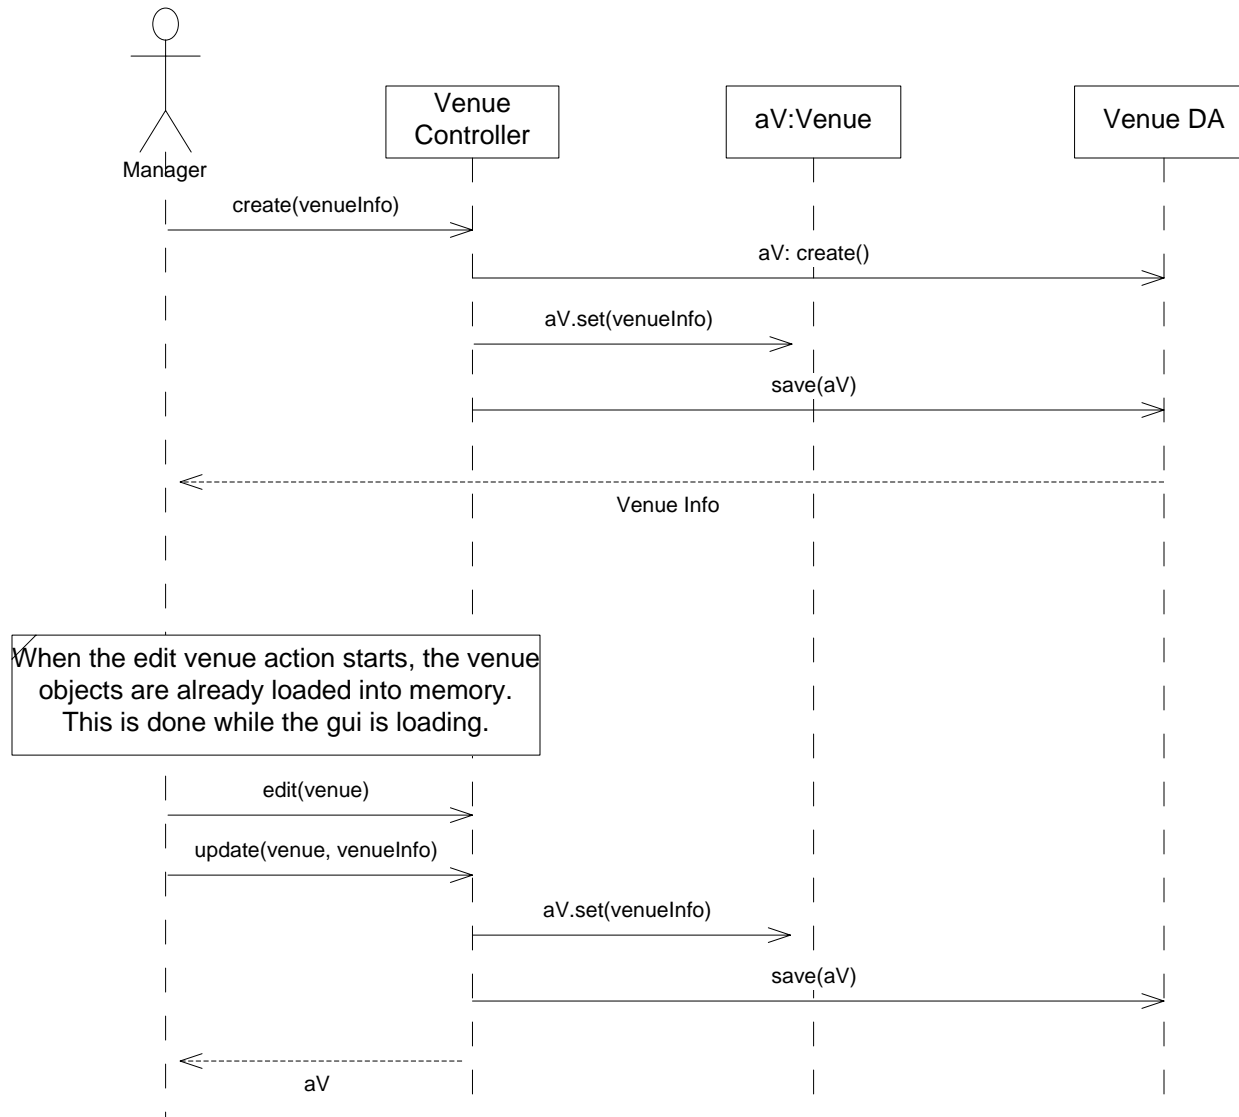 Manager
Venue
Controller
aV:Venue
Venue DA
create(venueInfo)
aV: create()
aV.set(venueInfo)
save(aV)
Venue Info
When the edit venue action starts, the venue
objects are already loaded into memory.
This is done while the gui is loading.
edit(venue)
update(venue, venueInfo)
aV.set(venueInfo)
save(aV)
aV